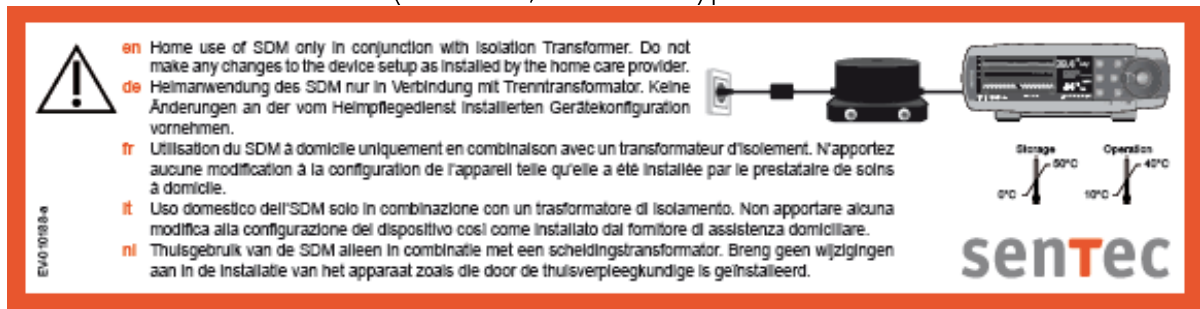 en Home use of SDM only in conjunction with Isolation Transformer. Do not
make any changes to the device setup as installed by the home care provider.
de Heimanwendung des SDM nur in Verbindung mit Trenntransformator. Keine
Änderungen an der vom Heimpflegedienst installierten Gerätekonfiguration
vornehmen.
fr Utilisation du SDM à domicile uniquement en combinaison avec un transformateur d'isolement. N'apportez
aucune modification à la configuration de l'appareil telle qu'elle a été installée par le prestataire de soins
à domicile.
it Uso domestico dell'SDM solo in combinazione con un trasformatore di isolamento. Non apportare alcuna
modifica alla configurazione del dispositivo così come installato dal fornitore di assistenza domiciliare.
nl Thuisgebruik van de SDM alleen in combinatie met een scheidingstransformator. Breng geen wijzigingen
aan in de installatie van het apparaat zoals die door de thuisverpleegkundige is geïnstalleerd.
EV-010188-a
Storage Operation
50°C 40°C
0°C 10°C
sentec